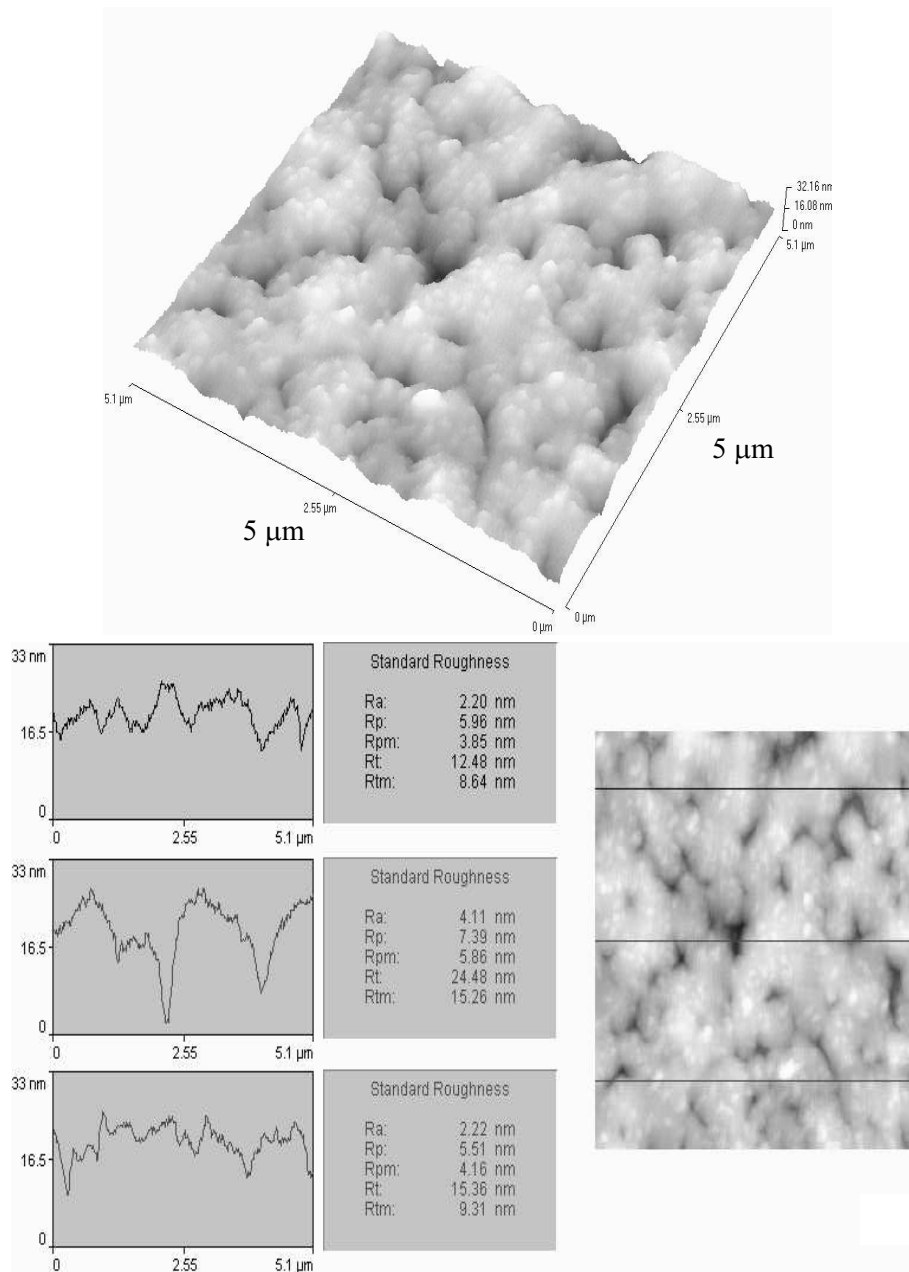 32.16 nm
16.08 nm
0 nm
5.1 µm
5.1 µm
2.55 µm
5 µm
2.55 µm
5 µm
0 µm
0 µm
33 nm
16.5
0
.0
2.55
5.1 µm
Standard Roughness
Ra: 2.20 nm
Rp: 5.96 nm
Rpm: 3.85 nm
Rt: 12.48 nm
Rtm: 8.64 nm
33 nm
16.5
0
0
2.55
5.1 µm
Standard Roughness
Ra: 4.11 nm
Rp: 7.39 nm
Rpm: 5.86 nm
Rt: 24.48 nm
Rtm: 15.26 nm
33 nm
16.5
0
0
2.55
5.1 µm
Standard Roughness
Ra: 2.22 nm
Rp: 5.51 nm
Rpm: 4.16 nm
Rt: 15.36 nm
Rtm: 9.31 nm